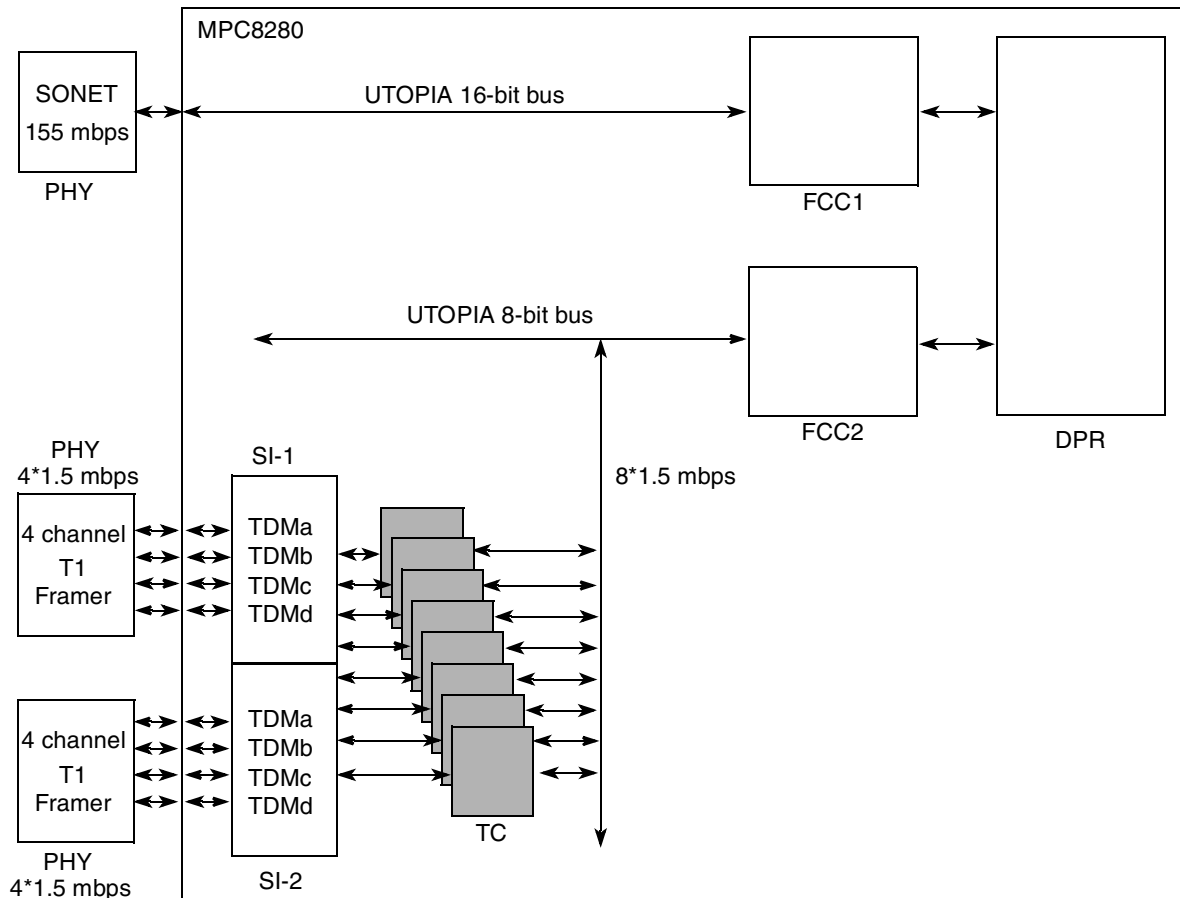 MPC8280
SONET
155 mbps
PHY
UTOPIA 16-bit bus
FCC1
UTOPIA 8-bit bus
FCC2
DPR
PHY
4*1.5 mbps
4 channel
T1
Framer
SI-1
TDMa
TDMb
TDMc
TDMd
8*1.5 mbps
4 channel
T1
Framer
PHY
4*1.5 mbps
TDMa
TDMb
TDMc
TDMd
SI-2
TC